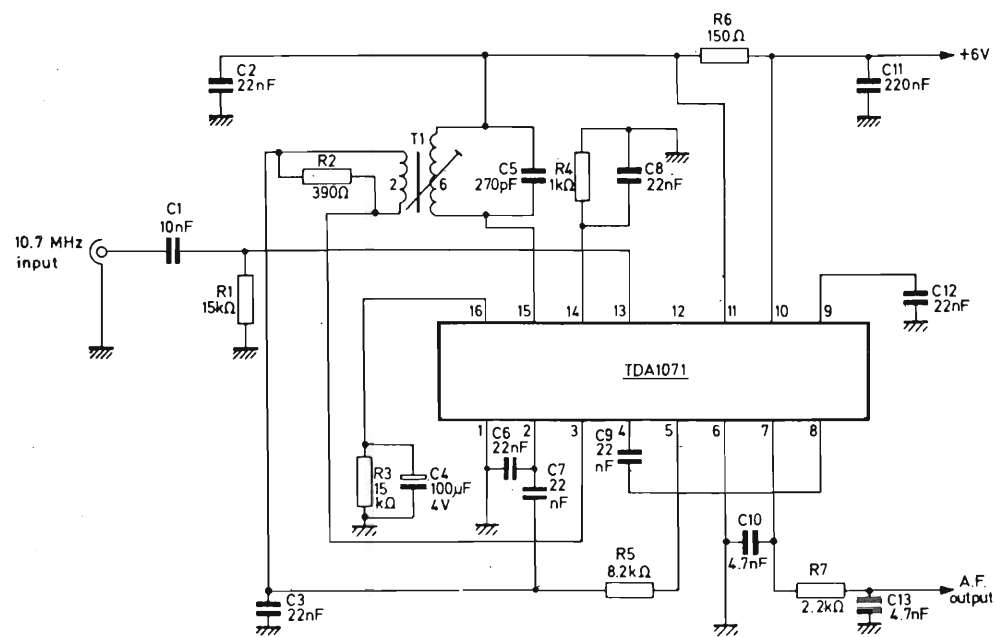 R6
150Ω
+6V
C2
22nF
C11
220nF
T1
R2
390Ω
2
6
C5
270pF
R4
1kΩ
C8
22nF
C1
10nF
10.7 MHz
input
R1
15kΩ
C12
22nF
16
15
14
13
12
11
10
9
TDA1071
1
2
3
4
5
6
7
8
C6
22nF
C9
22
nF
R3
15
kΩ
C4
100µF
4V
C7
22
nF
C10
4.7nF
R5
8.2kΩ
R7
2.2kΩ
A.F.
output
C3
22nF
C13
4.7nF